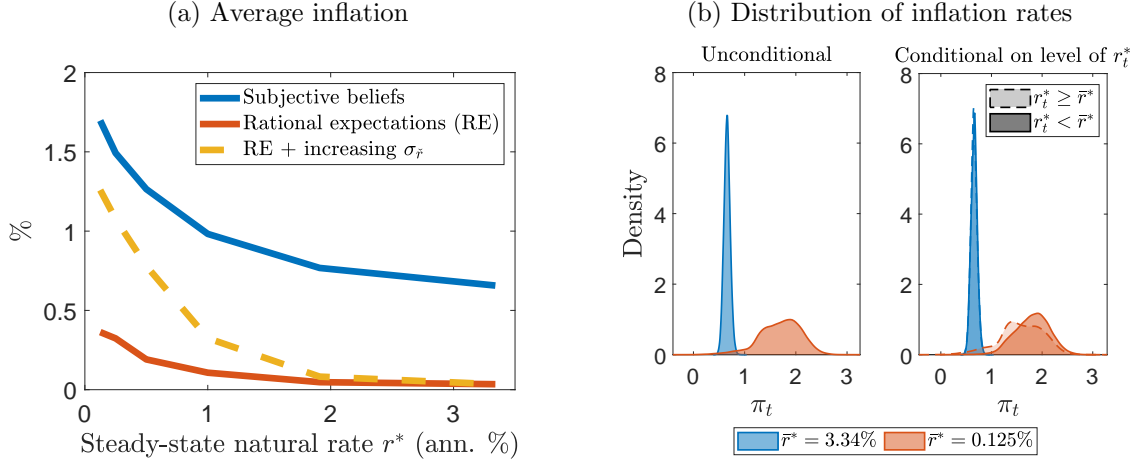 (a) Average inflation
2
1.5
1
0.5
0
%
0 1 2 3
Steady-state natural rate r* (ann. %)
Subjective beliefs
Rational expectations (RE)
RE + increasing σ_r̃
(b) Distribution of inflation rates
Unconditional
8
6
4
2
0
Density
0 1 2 3
π_t
Conditional on level of r*_t
8
6
4
2
0
r*_t ≥ r̄*
r*_t < r̄*
0 1 2 3
π_t
r̄* = 3.34% r̄* = 0.125%